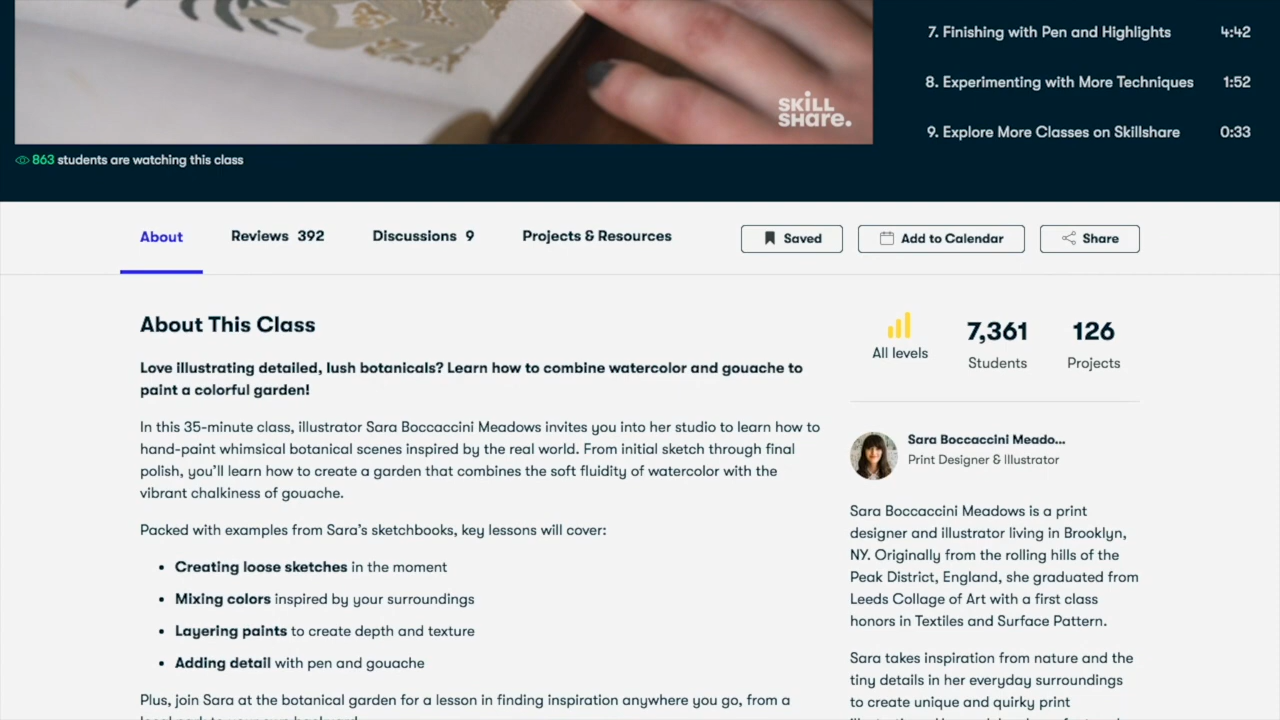 7. Finishing with Pen and Highlights 4:42
8. Experimenting with More Techniques 1:52
9. Explore More Classes on Skillshare 0:33
SKILL
SHARE.
863 students are watching this class
About Reviews 392 Discussions 9 Projects & Resources Saved Add to Calendar Share
About This Class
Love illustrating detailed, lush botanicals? Learn how to combine watercolor and gouache to
paint a colorful garden!
In this 35-minute class, illustrator Sara Boccaccini Meadows invites you into her studio to learn how to
hand-paint whimsical botanical scenes inspired by the real world. From initial sketch through final
polish, you'll learn how to create a garden that combines the soft fluidity of watercolor with the
vibrant chalkiness of gouache.
Packed with examples from Sara's sketchbooks, key lessons will cover:
• Creating loose sketches in the moment
• Mixing colors inspired by your surroundings
• Layering paints to create depth and texture
• Adding detail with pen and gouache
Plus, join Sara at the botanical garden for a lesson in finding inspiration anywhere you go, from a
All levels
7,361
Students
126
Projects
Sara Boccaccini Meado...
Print Designer & Illustrator
Sara Boccaccini Meadows is a print
designer and illustrator living in Brooklyn,
NY. Originally from the rolling hills of the
Peak District, England, she graduated from
Leeds Collage of Art with a first class
honors in Textiles and Surface Pattern.
Sara takes inspiration from nature and the
tiny details in her everyday surroundings
to create unique and quirky print